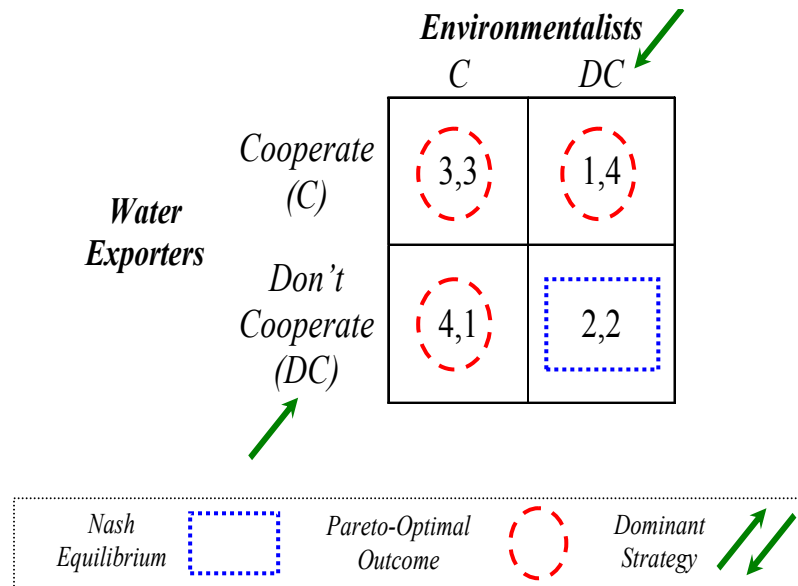 Environmentalists
C DC
Cooperate
(C)
3,3 1,4
Water
Exporters
Don't
Cooperate
(DC)
4,1 2,2
Nash
Equilibrium
Pareto-Optimal
Outcome
Dominant
Strategy